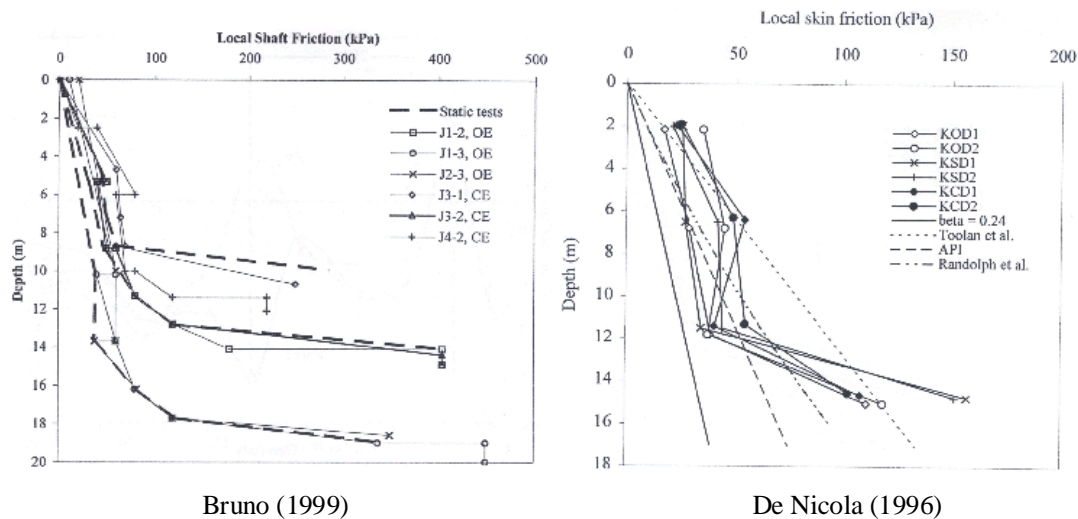 Local Shaft Friction (kPa)
0 100 200 300 400 500
0
2
4
6
8
10
12
14
16
18
20
Depth (m)
Static tests
J1-2, OE
J1-3, OE
J2-3, OE
J3-1, CE
J3-2, CE
J4-2, CE
Bruno (1999)
Local skin friction (kPa)
0 50 100 150 200
0
2
4
6
8
10
12
14
16
18
Depth (m)
KOD1
KOD2
KSD1
KSD2
KCD1
KCD2
beta = 0.24
Toolan et al.
API
Randolph et al.
De Nicola (1996)